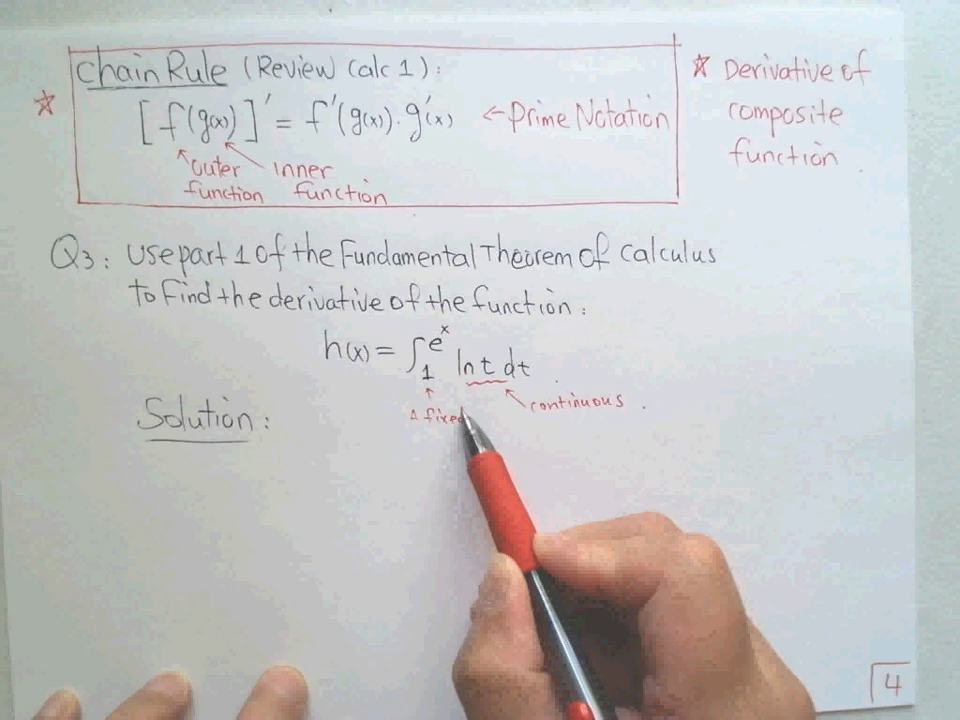 Chain Rule (Review Calc 1):
[f(g(x))]' = f'(g(x)).g'(x) ← Prime Notation
outer function
inner function
Derivative of
composite
function
Q3: Use part 1 of the Fundamental Theorem of Calculus
to find the derivative of the function:
h(x) = ∫₁^(e^x) ln t dt
continuous
A fixed
Solution:
4